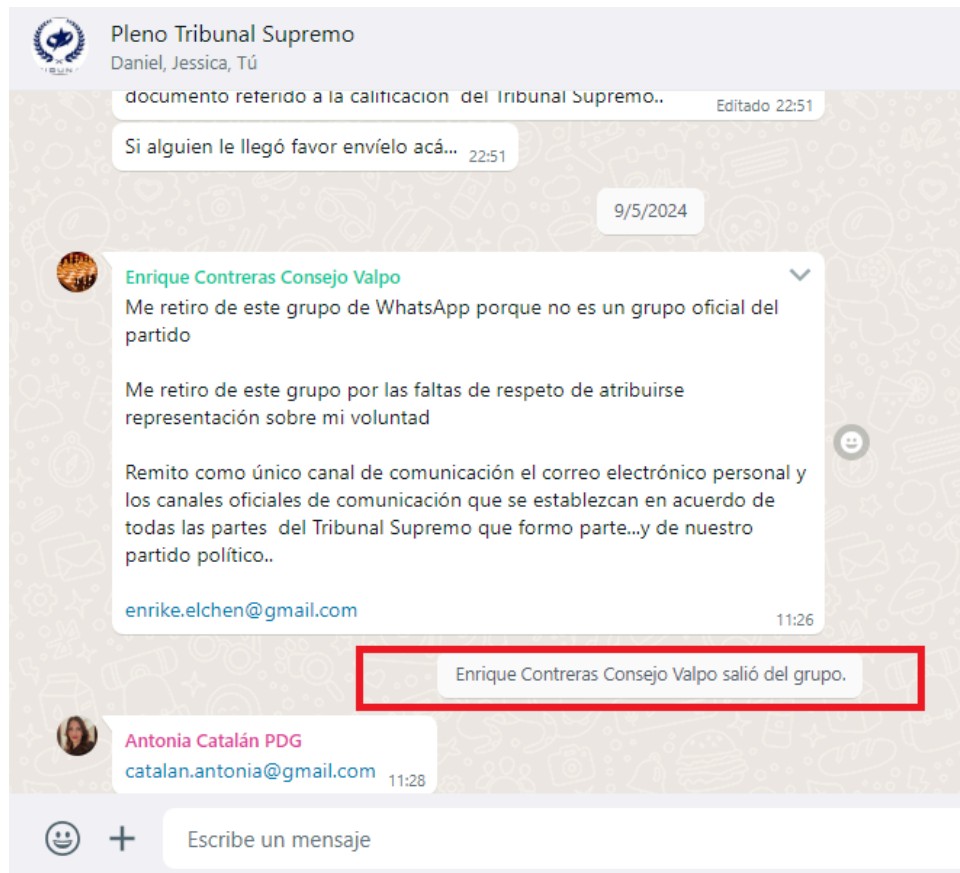 Pleno Tribunal Supremo
Daniel, Jessica, Tú
documento referido a la calificación del Tribunal Supremo..
Editado 22:51
Si alguien le llegó favor envíelo acá... 22:51
9/5/2024
Enrique Contreras Consejo Valpo
Me retiro de este grupo de WhatsApp porque no es un grupo oficial del
partido
Me retiro de este grupo por las faltas de respeto de atribuirse
representación sobre mi voluntad
Remito como único canal de comunicación el correo electrónico personal y
los canales oficiales de comunicación que se establezcan en acuerdo de
todas las partes del Tribunal Supremo que formo parte...y de nuestro
partido político..
enrike.elchen@gmail.com
11:26
Enrique Contreras Consejo Valpo salió del grupo.
Antonia Catalán PDG
catalan.antonia@gmail.com 11:28
Escribe un mensaje